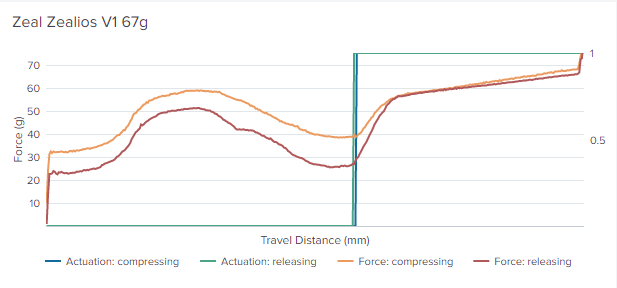 Zeal Zealios V1 67g
1
70
60
50
40
30
20
10
0.5
Force (g)
Travel Distance (mm)
Actuation: compressing
Actuation: releasing
Force: compressing
Force: releasing